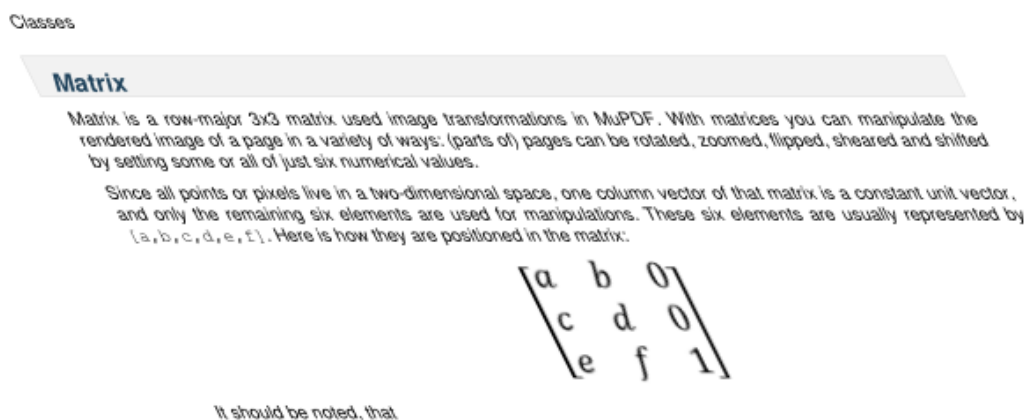 Classes
Matrix
Matrix is a row-major 3x3 matrix used image transformations in MuPDF. With matrices you can manipulate the
rendered image of a page in a variety of ways: (parts of) pages can be rotated, zoomed, flipped, sheared and shifted
by setting some or all of just six numerical values.
Since all points or pixels live in a two-dimensional space, one column vector of that matrix is a constant unit vector,
and only the remaining six elements are used for manipulations. These six elements are usually represented by
[a,b,c,d,e,f]. Here is how they are positioned in the matrix:
a b 0
c d 0
e f 1
It should be noted, that